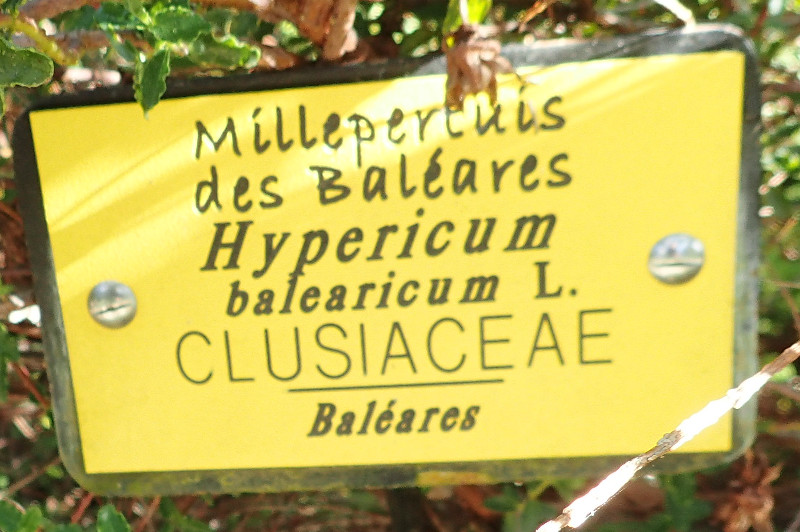 Millepertuis
des Baléares
Hypericum
balearicum L.
CLUSIACEAE
Baléares